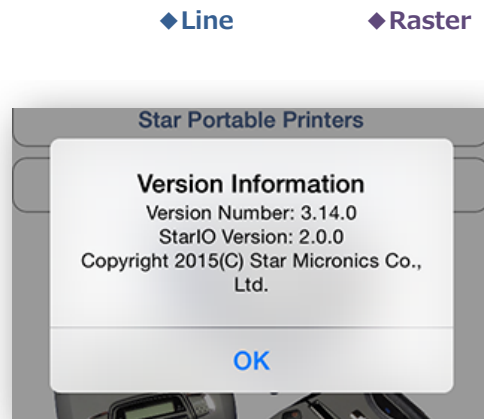 ◆Line ◆Raster
Star Portable Printers
Version Information
Version Number: 3.14.0
StarIO Version: 2.0.0
Copyright 2015(C) Star Micronics Co.,
Ltd.
OK